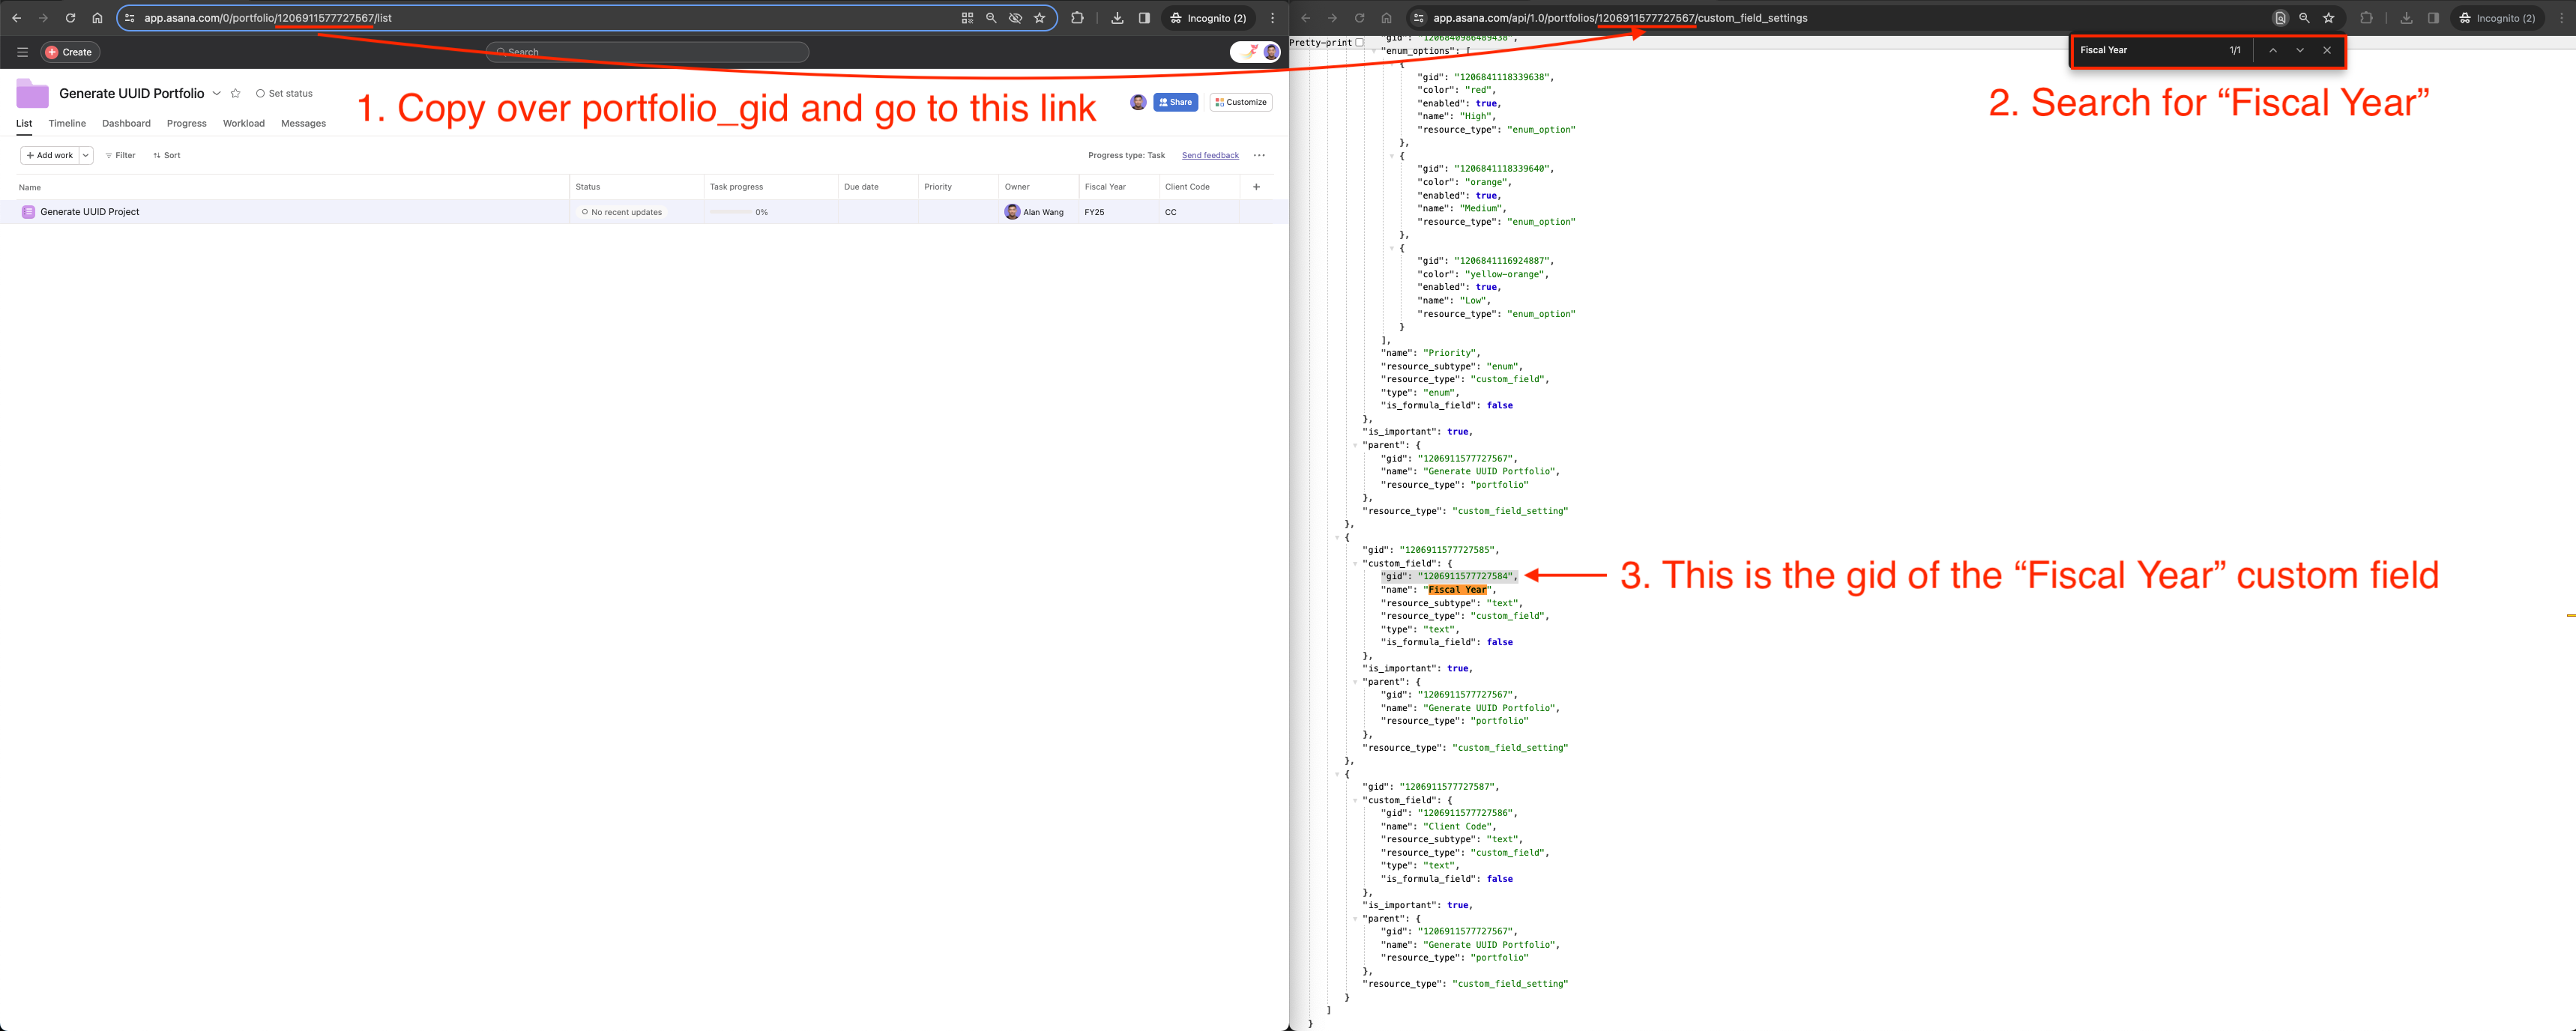 app.asana.com/0/portfolio/1206911577727567/list
Incognito (2)
Create
Search
Generate UUID Portfolio
Set status
1. Copy over portfolio_gid and go to this link
Share
Customize
List Timeline Dashboard Progress Workload Messages
Add work Filter Sort
Progress type: Task Send feedback
Name Status Task progress Due date Priority Owner Fiscal Year Client Code
Generate UUID Project No recent updates 0% Alan Wang FY25 CC
app.asana.com/api/1.0/portfolios/1206911577727567/custom_field_settings
Incognito (2)
Pretty-print
Fiscal Year 1/1
2. Search for “Fiscal Year”
"gid": "1206840986489438",
"enum_options": [
{
"gid": "1206841118339638",
"color": "red",
"enabled": true,
"name": "High",
"resource_type": "enum_option"
},
{
"gid": "1206841118339640",
"color": "orange",
"enabled": true,
"name": "Medium",
"resource_type": "enum_option"
},
{
"gid": "1206841116924887",
"color": "yellow-orange",
"enabled": true,
"name": "Low",
"resource_type": "enum_option"
}
],
"name": "Priority",
"resource_subtype": "enum",
"resource_type": "custom_field",
"type": "enum",
"is_formula_field": false
},
"is_important": true,
"parent": {
"gid": "1206911577727567",
"name": "Generate UUID Portfolio",
"resource_type": "portfolio"
},
"resource_type": "custom_field_setting"
},
{
"gid": "1206911577727585",
"custom_field": {
"gid": "1206911577727584",
3. This is the gid of the “Fiscal Year” custom field
"name": "Fiscal Year",
"resource_subtype": "text",
"resource_type": "custom_field",
"type": "text",
"is_formula_field": false
},
"is_important": true,
"parent": {
"gid": "1206911577727567",
"name": "Generate UUID Portfolio",
"resource_type": "portfolio"
},
"resource_type": "custom_field_setting"
},
{
"gid": "1206911577727587",
"custom_field": {
"gid": "1206911577727586",
"name": "Client Code",
"resource_subtype": "text",
"resource_type": "custom_field",
"type": "text",
"is_formula_field": false
},
"is_important": true,
"parent": {
"gid": "1206911577727567",
"name": "Generate UUID Portfolio",
"resource_type": "portfolio"
},
"resource_type": "custom_field_setting"
}
]
}